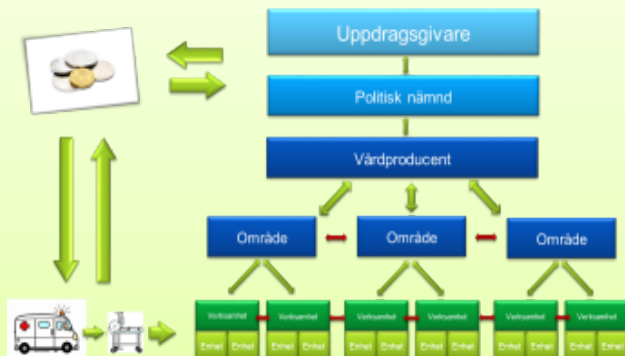 Uppdragsgivare
Politisk nämnd
Vårdproducent
Område Område Område
Verksamhet Verksamhet Verksamhet Verksamhet Verksamhet Verksamhet
Enhet Enhet Enhet Enhet Enhet Enhet Enhet Enhet Enhet Enhet Enhet Enhet